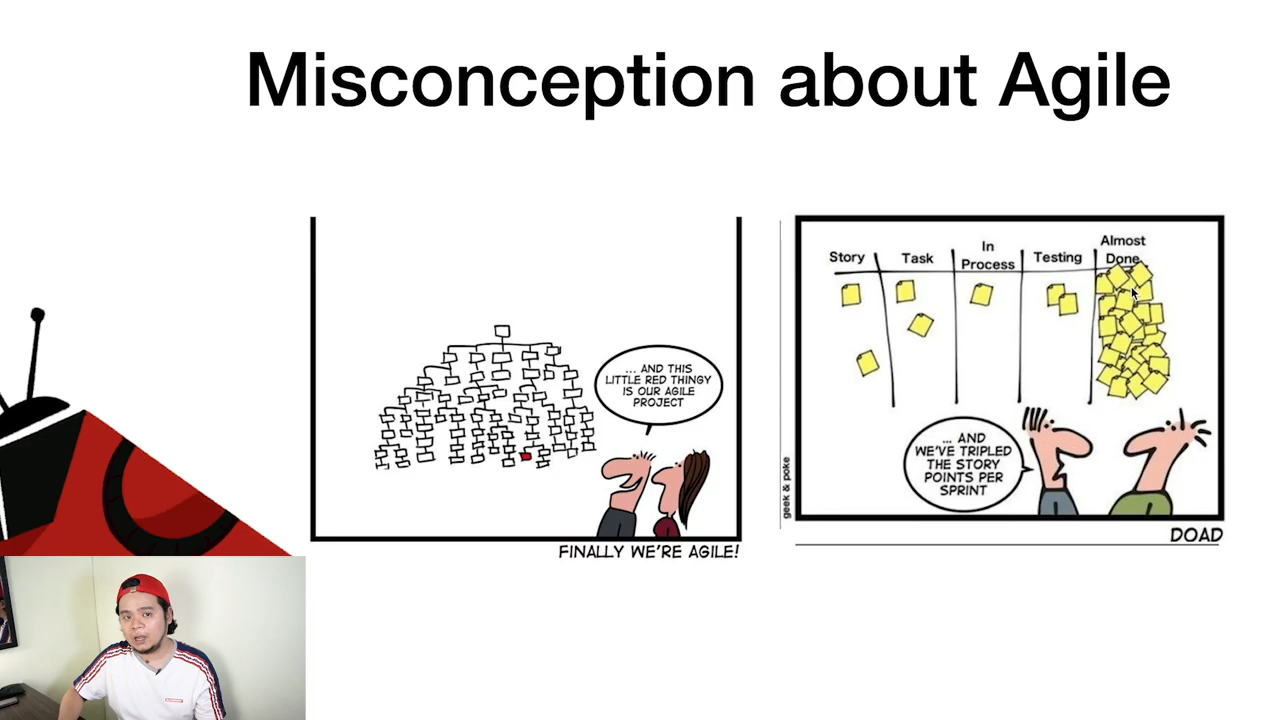 Misconception about Agile
... AND THIS
LITTLE RED THINGY
IS OUR AGILE
PROJECT
FINALLY WE'RE AGILE!
Story
Task
In
Process
Testing
Almost
Done
... AND
WE'VE TRIPLED
THE STORY
POINTS PER
SPRINT
geek & poke
DOAD